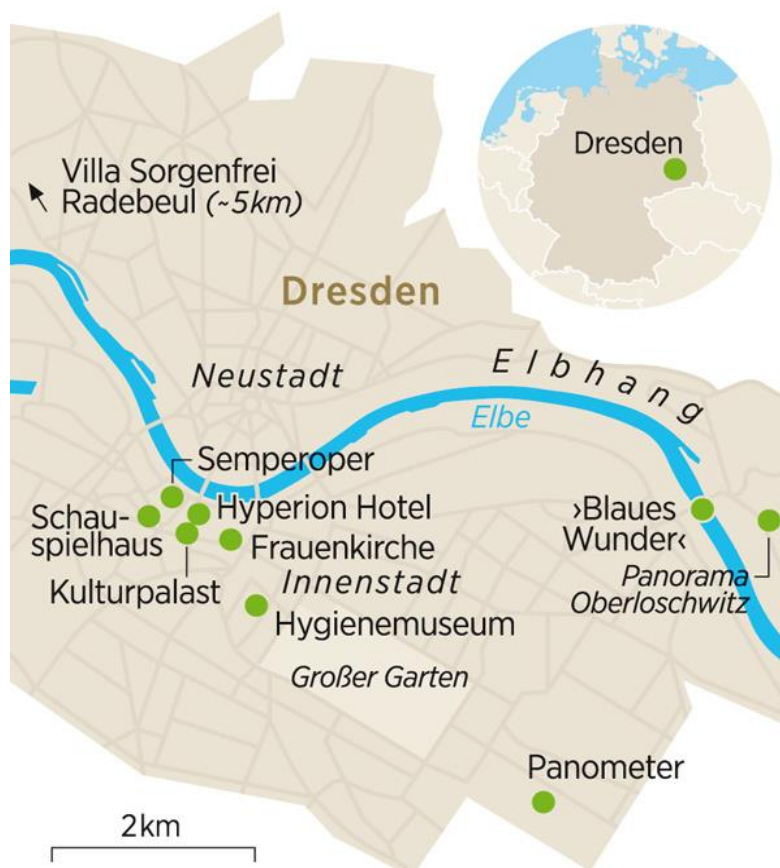 Villa Sorgenfrei
Radebeul (~5km)
Dresden
Dresden
Neustadt
Elbhang
Elbe
Semperoper
Hyperion Hotel
Schau-
spielhaus
Frauenkirche
Kulturpalast
Innenstadt
›Blaues
Wunder‹
Panorama
Oberloschwitz
Hygienemuseum
Großer Garten
Panometer
2km